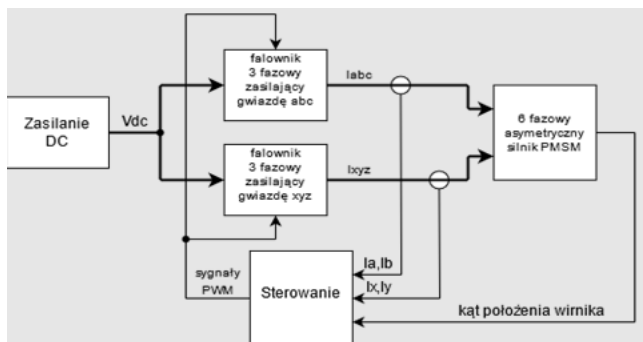 falownik
3 fazowy
zasilający
gwiazdę abc
Iabc
Zasilanie
DC
Vdc
6 fazowy
asymetryczny
silnik PMSM
falownik
3 fazowy
zasilający
gwiazdę xyz
Ixyz
sygnały
PWM
Sterowanie
Ia,Ib
Ix,Iy
kąt położenia wirnika